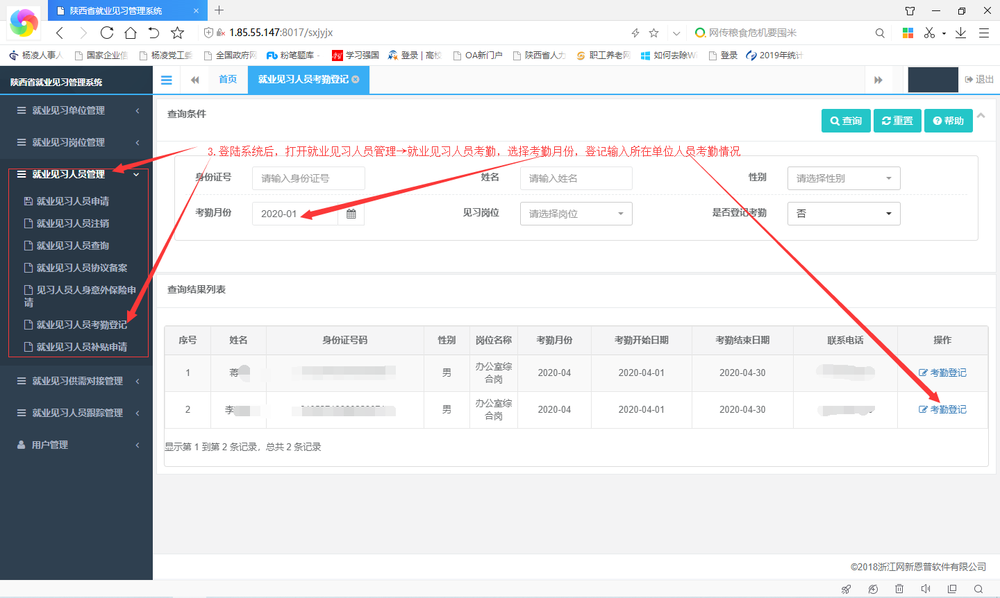 陕西省就业见习管理系统
1.85.55.147:8017/sxjyjx
网传粮食危机要囤米
杨凌人事人
国家企业信
杨凌党工委
全国政府网
粉笔题库 -
学习强国
登录 | 高校
OA新门户
陕西省人力
职工养老网
如何去除Wi
登录
2019年统计
陕西省就业见习管理系统
首页
就业见习人员考勤登记
退出
就业见习单位管理
就业见习岗位管理
就业见习人员管理
就业见习人员申请
就业见习人员注销
就业见习人员查询
就业见习人员协议备案
见习人员人身意外保险申
请
就业见习人员考勤登记
就业见习人员补贴申请
就业见习供需对接管理
就业见习人员跟踪管理
用户管理
查询条件
查询
重置
帮助
3. 登陆系统后，打开就业见习人员管理→就业见习人员考勤，选择考勤月份，登记输入所在单位人员考勤情况
身份证号 请输入身份证号 姓名 请输入姓名 性别 请选择性别
考勤月份 2020-01 见习岗位 请选择岗位 是否登记考勤 否
查询结果列表
序号 姓名 身份证号码 性别 岗位名称 考勤月份 考勤开始日期 考勤结束日期 联系电话 操作
1 蒋 男 办公室综合岗 2020-04 2020-04-01 2020-04-30 考勤登记
2 李 男 办公室综合岗 2020-04 2020-04-01 2020-04-30 考勤登记
显示第 1 到第 2 条记录，总共 2 条记录
©2018浙江网新恩普软件有限公司